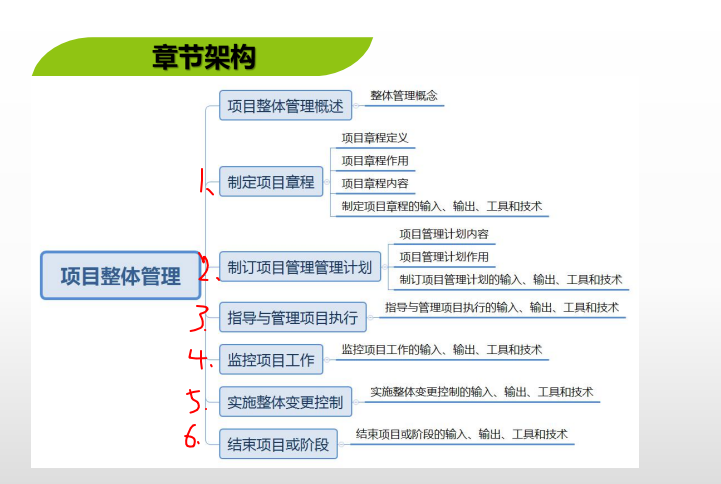 章节架构
项目整体管理
项目整体管理概述
整体管理概念
1、
制定项目章程
项目章程定义
项目章程作用
项目章程内容
制定项目章程的输入、输出、工具和技术
2、
制订项目管理管理计划
项目管理计划内容
项目管理计划作用
制订项目管理计划的输入、输出、工具和技术
3.
指导与管理项目执行
指导与管理项目执行的输入、输出、工具和技术
4.
监控项目工作
监控项目工作的输入、输出、工具和技术
5.
实施整体变更控制
实施整体变更控制的输入、输出、工具和技术
6.
结束项目或阶段
结束项目或阶段的输入、输出、工具和技术